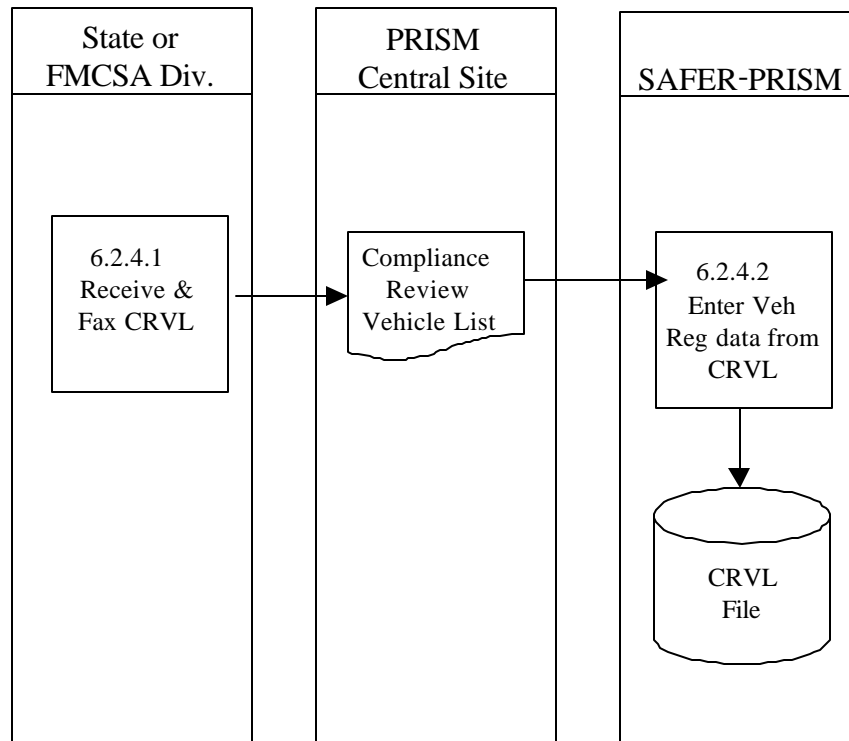 State or
FMCSA Div.
PRISM
Central Site
SAFER-PRISM
6.2.4.1
Receive &
Fax CRVL
Compliance
Review
Vehicle List
6.2.4.2
Enter Veh
Reg data from
CRVL
CRVL
File